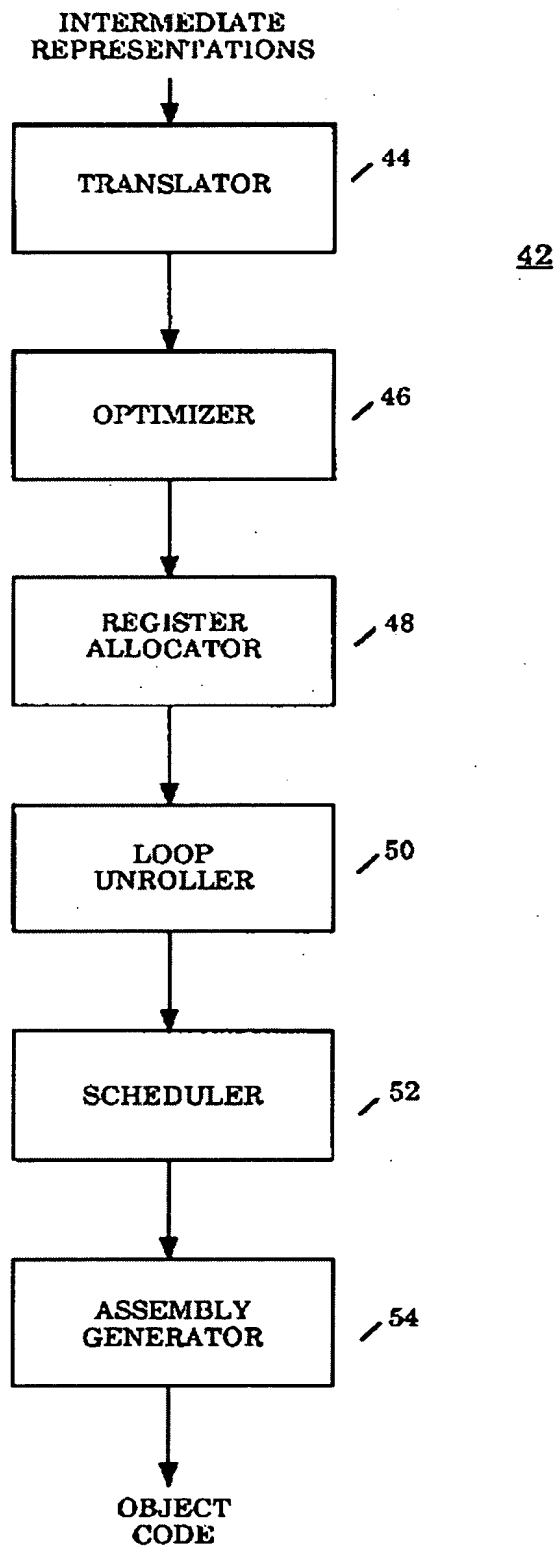 INTERMEDIATE
REPRESENTATIONS
TRANSLATOR
44
42
OPTIMIZER
46
REGISTER
ALLOCATOR
48
LOOP
UNROLLER
50
SCHEDULER
52
ASSEMBLY
GENERATOR
54
OBJECT
CODE